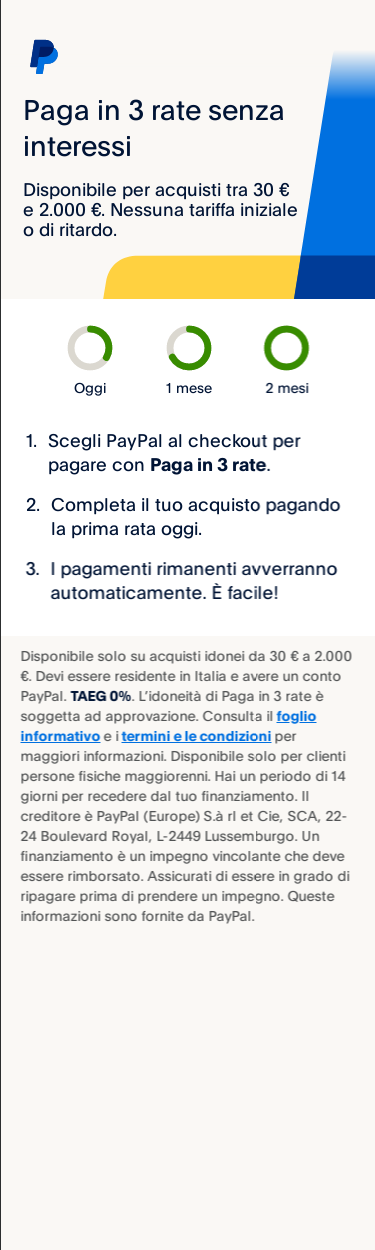 Paga in 3 rate senza
interessi
Disponibile per acquisti tra 30 €
e 2.000 €. Nessuna tariffa iniziale
o di ritardo.
Oggi
1 mese
2 mesi
1. Scegli PayPal al checkout per
pagare con Paga in 3 rate.
2. Completa il tuo acquisto pagando
la prima rata oggi.
3. I pagamenti rimanenti avverranno
automaticamente. È facile!
Disponibile solo su acquisti idonei da 30 € a 2.000
€. Devi essere residente in Italia e avere un conto
PayPal. TAEG 0%. L'idoneità di Paga in 3 rate è
soggetta ad approvazione. Consulta il foglio
informativo e i termini e le condizioni per
maggiori informazioni. Disponibile solo per clienti
persone fisiche maggiorenni. Hai un periodo di 14
giorni per recedere dal tuo finanziamento. Il
creditore è PayPal (Europe) S.à rl et Cie, SCA, 22-
24 Boulevard Royal, L-2449 Lussemburgo. Un
finanziamento è un impegno vincolante che deve
essere rimborsato. Assicurati di essere in grado di
ripagare prima di prendere un impegno. Queste
informazioni sono fornite da PayPal.